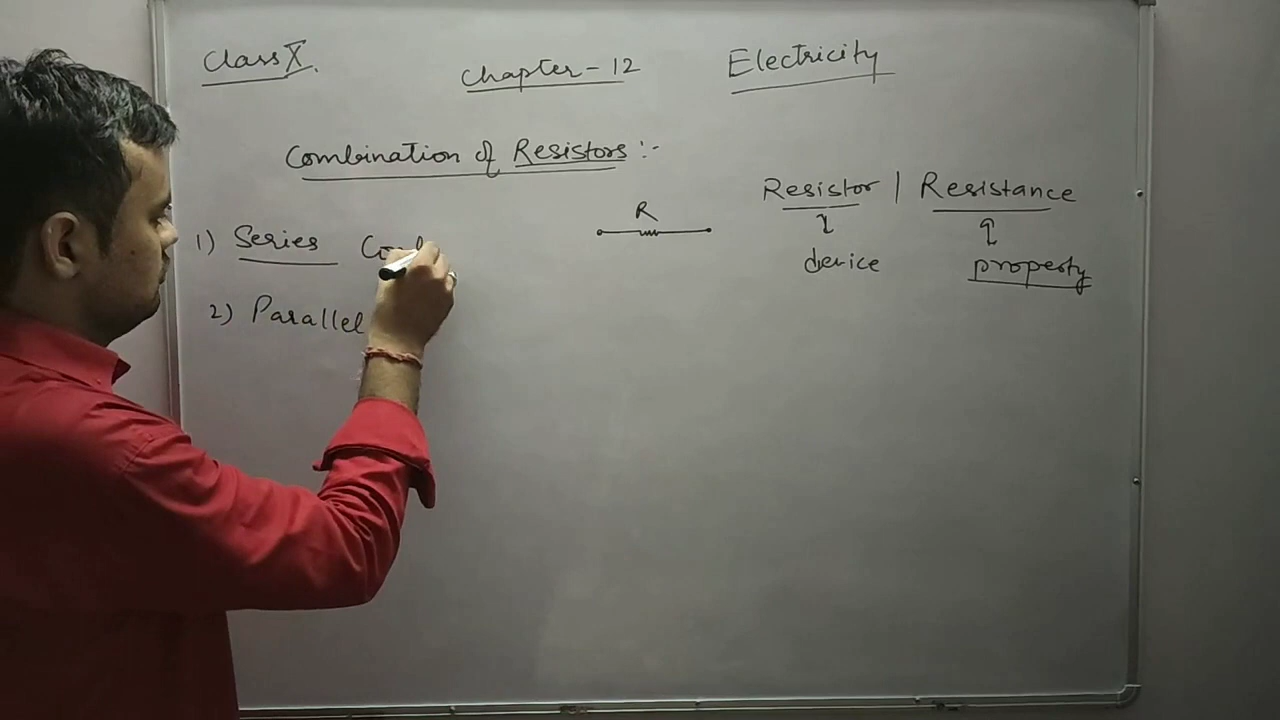 Class X.
Chapter - 12
Electricity
Combination of Resistors :-
Resistor | Resistance
R
device
property
1) Series
2) Parallel